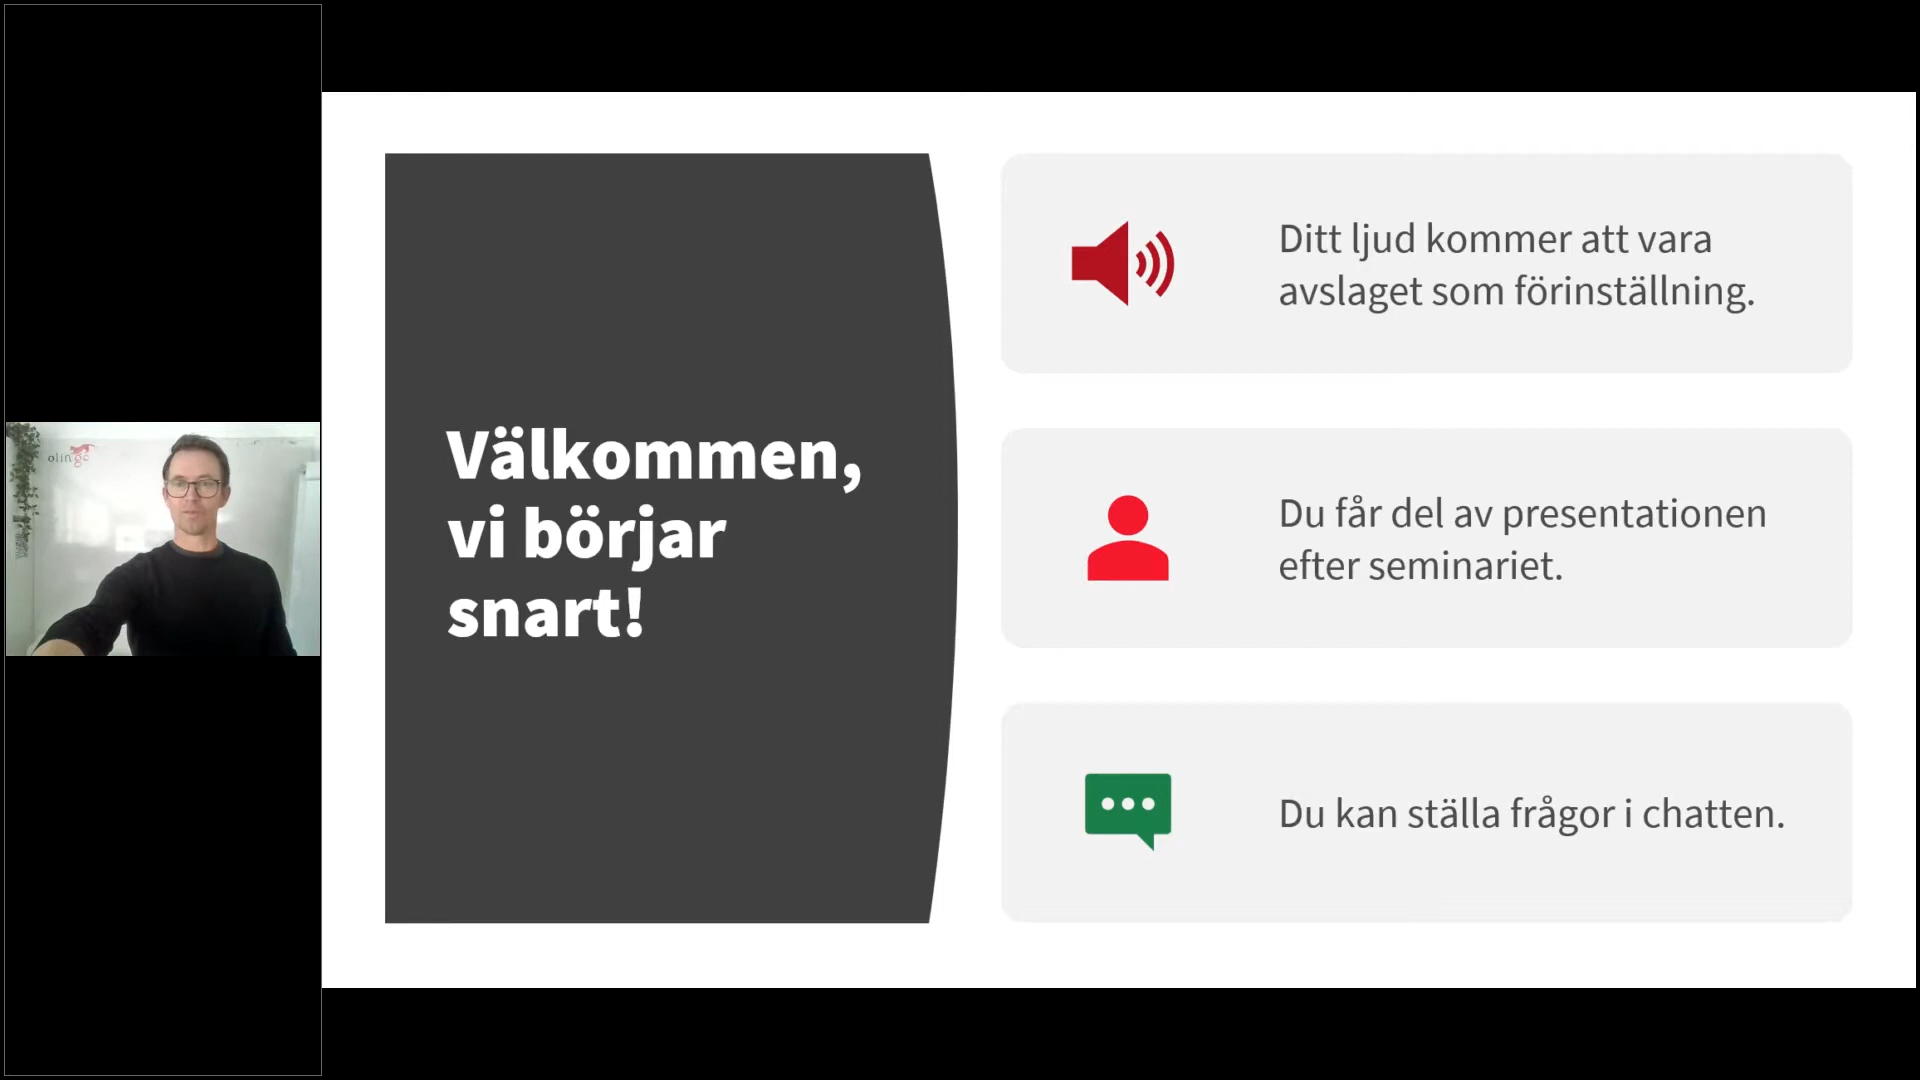 olingo
Välkommen,
vi börjar
snart!
Ditt ljud kommer att vara
avslaget som förinställning.
Du får del av presentationen
efter seminariet.
Du kan ställa frågor i chatten.